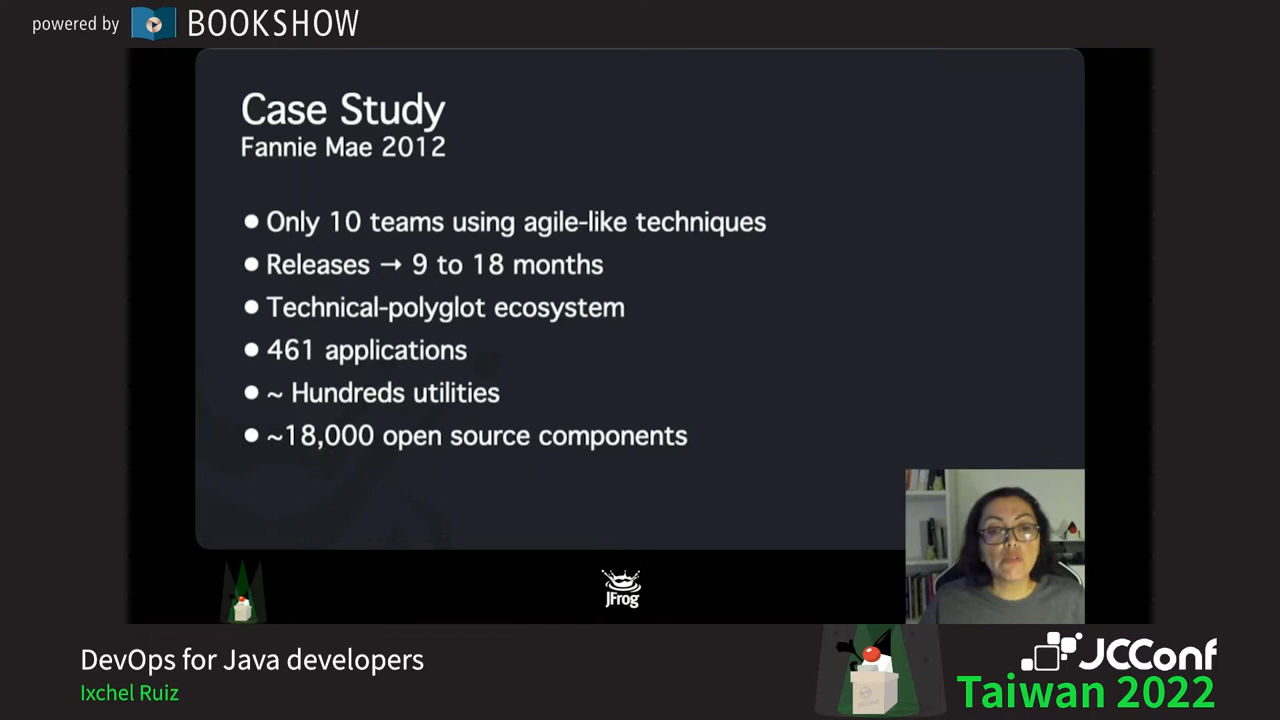 powered by BOOKSHOW
Case Study
Fannie Mae 2012
● Only 10 teams using agile-like techniques
● Releases → 9 to 18 months
● Technical-polyglot ecosystem
● 461 applications
● ~ Hundreds utilities
● ~18,000 open source components
JFrog
DevOps for Java developers
Ixchel Ruiz
JCConf
Taiwan 2022